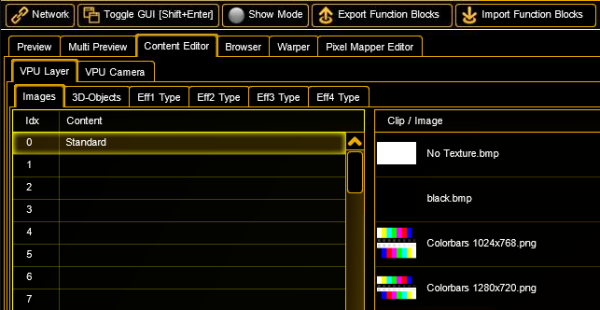 Network Toggle GUI [Shift+Enter] Show Mode Export Function Blocks Import Function Blocks
Preview Multi Preview Content Editor Browser Warper Pixel Mapper Editor
VPU Layer VPU Camera
Images 3D-Objects Eff1 Type Eff2 Type Eff3 Type Eff4 Type
Idx Content Clip / Image
0 Standard
No Texture.bmp
1
2
black.bmp
3
4
Colorbars 1024x768.png
5
6
Colorbars 1280x720.png
7